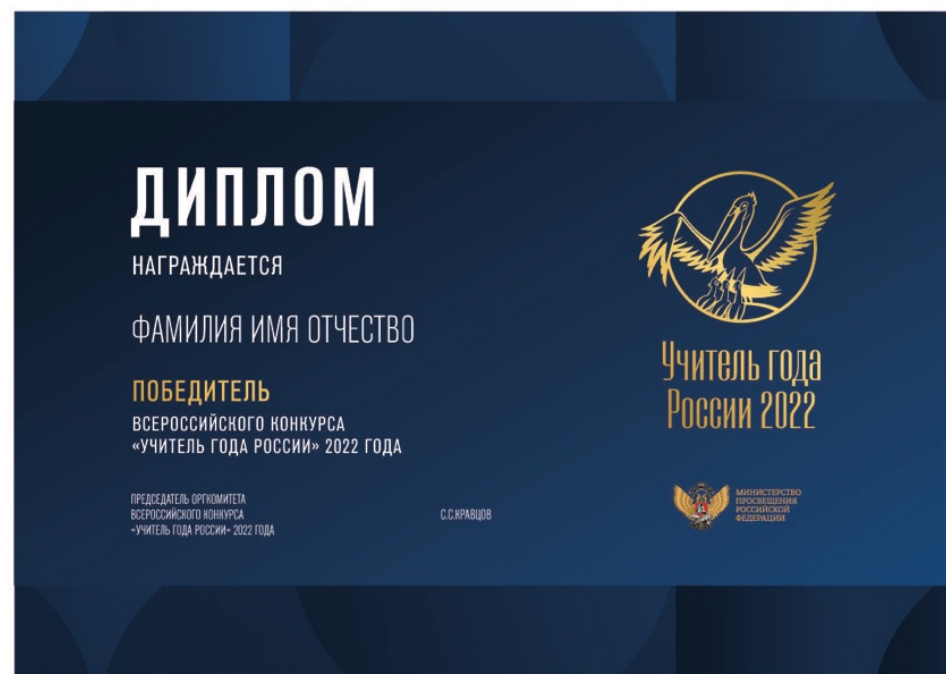 ДИПЛОМ
НАГРАЖДАЕТСЯ
ФАМИЛИЯ ИМЯ ОТЧЕСТВО
ПОБЕДИТЕЛЬ
ВСЕРОССИЙСКОГО КОНКУРСА
«УЧИТЕЛЬ ГОДА РОССИИ» 2022 ГОДА
ПРЕДСЕДАТЕЛЬ ОРГКОМИТЕТА
ВСЕРОССИЙСКОГО КОНКУРСА
«УЧИТЕЛЬ ГОДА РОССИИ» 2022 ГОДА
С.С.КРАВЦОВ
Учитель года
России 2022
МИНИСТЕРСТВО
ПРОСВЕЩЕНИЯ
РОССИЙСКОЙ
ФЕДЕРАЦИИ